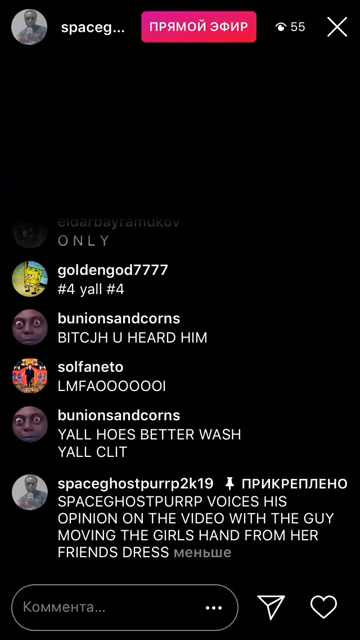 spaceg...
ПРЯМОЙ ЭФИР
55
eldarbayramukov
O N L Y
goldengod7777
#4 yall #4
bunionsandcorns
BITCJH U HEARD HIM
solfaneto
LMFAOOOOOOI
bunionsandcorns
YALL HOES BETTER WASH
YALL CLIT
spaceghostpurrp2k19 ПРИКРЕПЛЕНО
SPACEGHOSTPURRP VOICES HIS
OPINION ON THE VIDEO WITH THE GUY
MOVING THE GIRLS HAND FROM HER
FRIENDS DRESS меньше
Коммента...